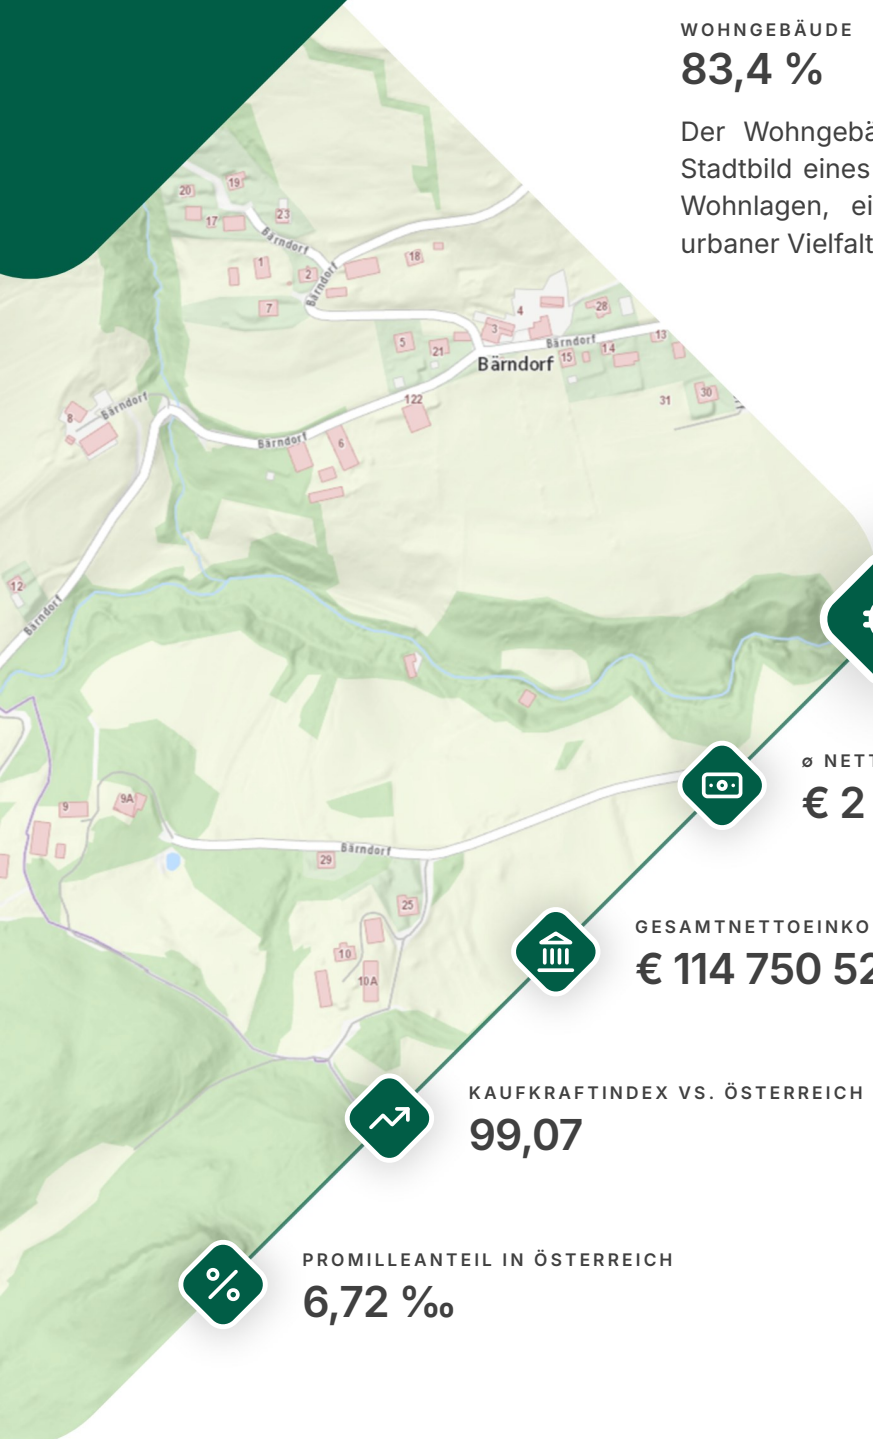 WOHNGEBÄUDE
83,4 %
Der Wohngebä
Stadtbild eines
Wohnlagen, ei
urbaner Vielfalt
20
19
17
23
Bärndorf
1
2
18
Bärndorf
7
4
28
3
5
21
Bärndorf
13
15
14
Bärndorf
30
31
122
8
Bärndorf
Bärndorf
6
12
Bärndorf
ø NETT
€ 2
9
9A
29
Bärndorf
25
10
10A
GESAMTNETTOEINKO
€ 114 750 52
KAUFKRAFTINDEX VS. ÖSTERREICH
99,07
PROMILLEANTEIL IN ÖSTERREICH
6,72 ‰